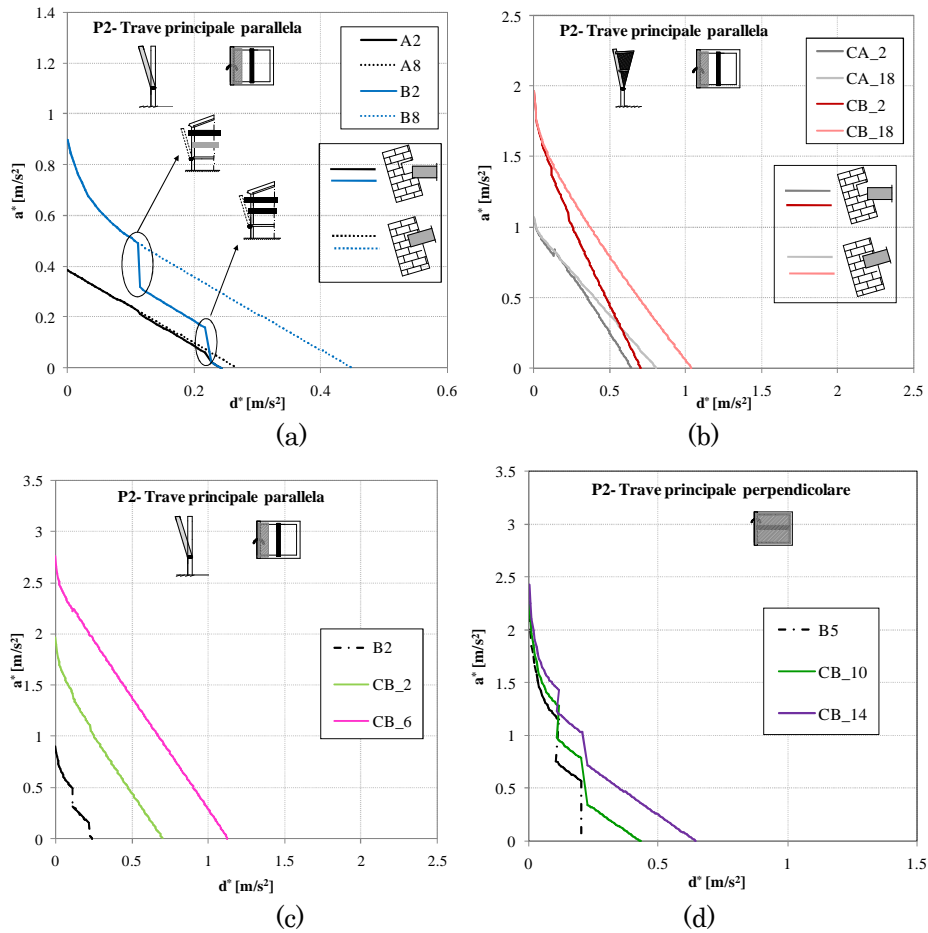 P2- Trave principale parallela
A2
A8
B2
B8
1.4
1.2
1
0.8
0.6
0.4
0.2
0
a* [m/s²]
0
0.2
0.4
0.6
d* [m/s²]
(a)
P2- Trave principale parallela
CA_2
CA_18
CB_2
CB_18
2.5
2
1.5
1
0.5
0
a* [m/s²]
0
0.5
1
1.5
2
2.5
d* [m/s²]
(b)
P2- Trave principale parallela
B2
CB_2
CB_6
3.5
3
2.5
2
1.5
1
0.5
0
a* [m/s²]
0
0.5
1
1.5
2
2.5
d* [m/s²]
(c)
P2- Trave principale perpendicolare
B5
CB_10
CB_14
3.5
3
2.5
2
1.5
1
0.5
0
a* [m/s²]
0
0.5
1
1.5
d* [m/s²]
(d)